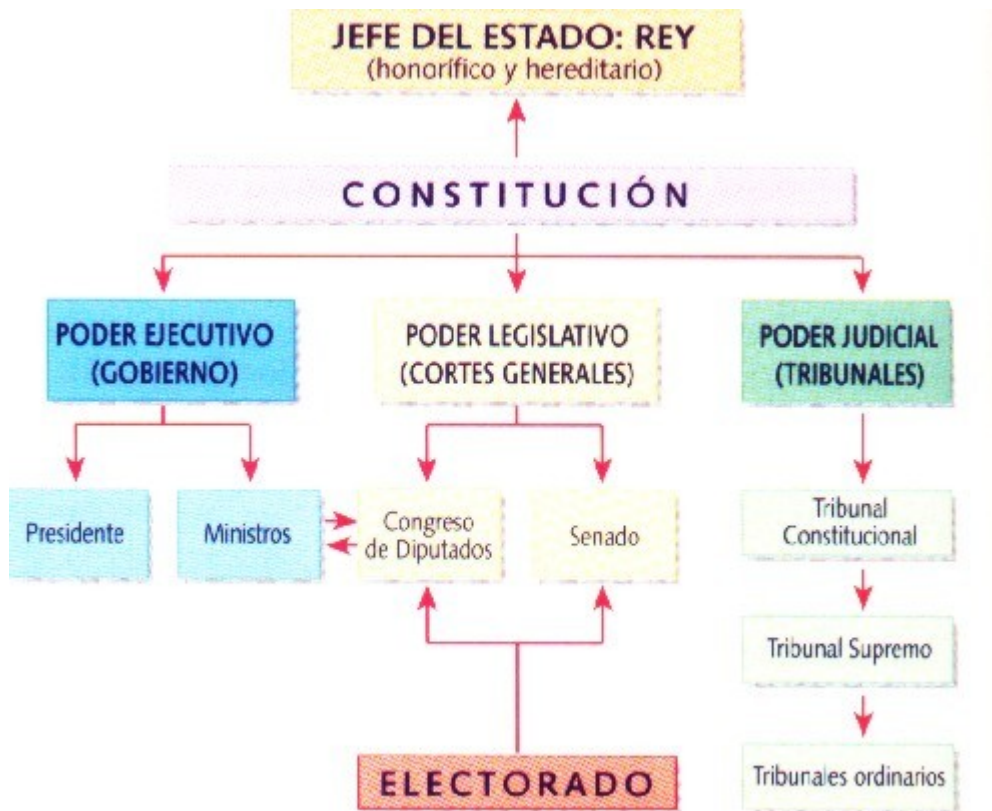 JEFE DEL ESTADO: REY
(honorífico y hereditario)
CONSTITUCIÓN
PODER EJECUTIVO
(GOBIERNO)
PODER LEGISLATIVO
(CORTES GENERALES)
PODER JUDICIAL
(TRIBUNALES)
Presidente
Ministros
Congreso
de Diputados
Senado
Tribunal
Constitucional
Tribunal Supremo
Tribunales ordinarios
ELECTORADO